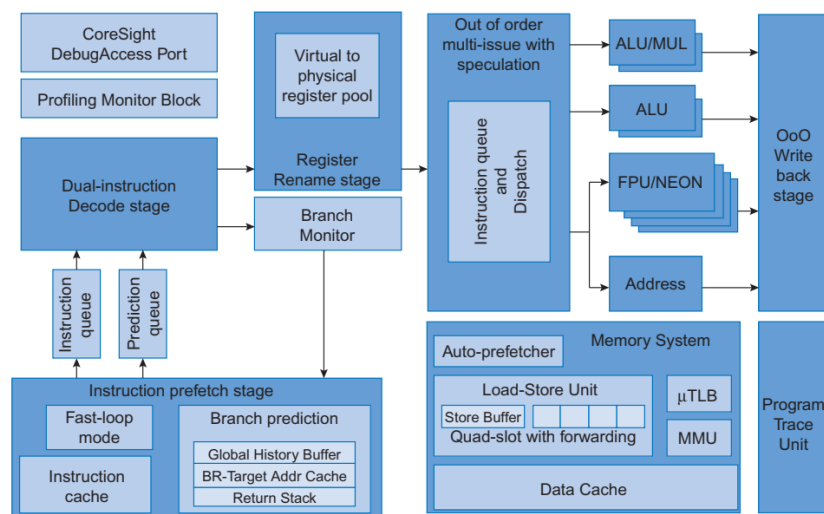 CoreSight
DebugAccess Port
Profiling Monitor Block
Virtual to
physical
register pool
Register
Rename stage
Dual-instruction
Decode stage
Branch
Monitor
Out of order
multi-issue with
speculation
Instruction queue
and
Dispatch
ALU/MUL
ALU
FPU/NEON
Address
OoO
Write
back
stage
Instruction
queue
Prediction
queue
Instruction prefetch stage
Fast-loop
mode
Instruction
cache
Branch prediction
Global History Buffer
BR-Target Addr Cache
Return Stack
Memory System
Auto-prefetcher
Load-Store Unit
Store Buffer
Quad-slot with forwarding
μTLB
MMU
Data Cache
Program
Trace
Unit